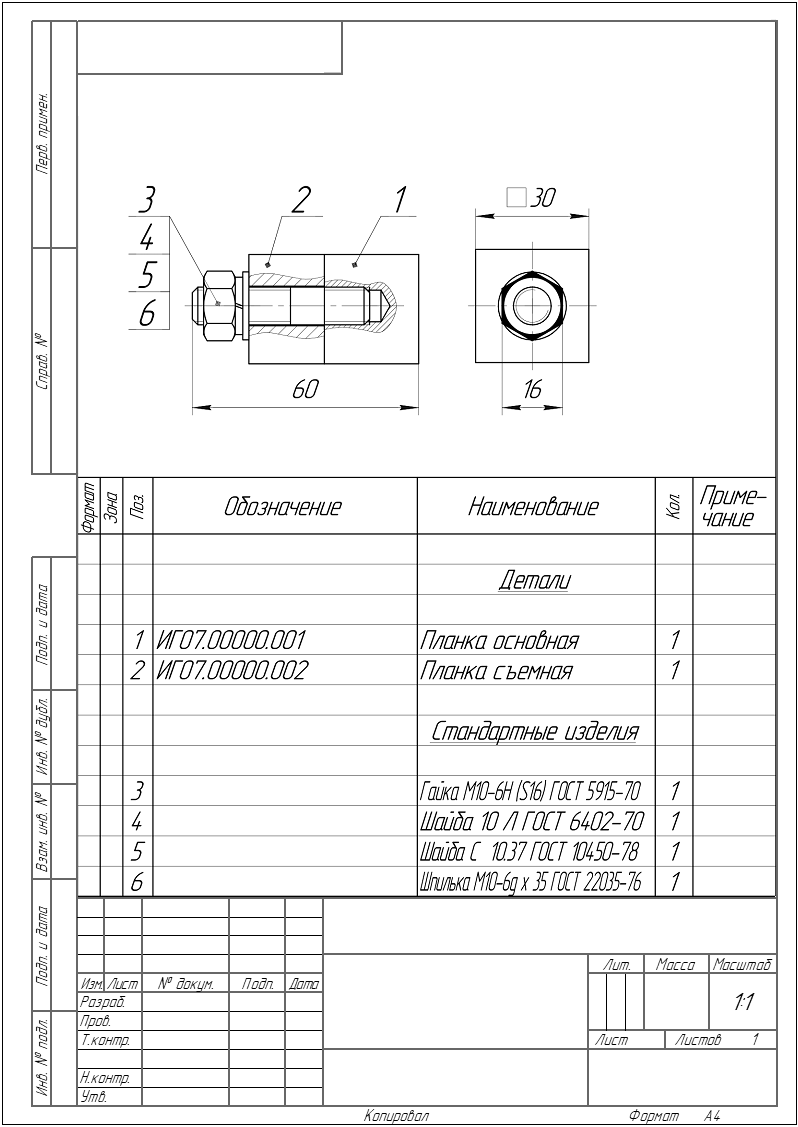 Перв. примен.
Справ. №
Подп. и дата
Инв. № дубл.
Взам. инв. №
Подп. и дата
Инв. № подл.
3
4
5
6
2
1
□ 30
60
16
Формат Зона Поз. Обозначение Наименование Кол. Приме-
чание
Детали
1 ИГ07.00000.001 Планка основная 1
2 ИГ07.00000.002 Планка съемная 1
Стандартные изделия
3 Гайка М10-6Н (S16) ГОСТ 5915-70 1
4 Шайба 10 Л ГОСТ 6402-70 1
5 Шайба С 10.37 ГОСТ 10450-78 1
6 Шпилька М10-6g x 35 ГОСТ 22035-76 1
Изм. Лист № докум. Подп. Дата
Разраб.
Пров.
Т.контр.
Н.контр.
Утв.
Лит. Масса Масштаб
1:1
Лист Листов 1
Копировал Формат А4